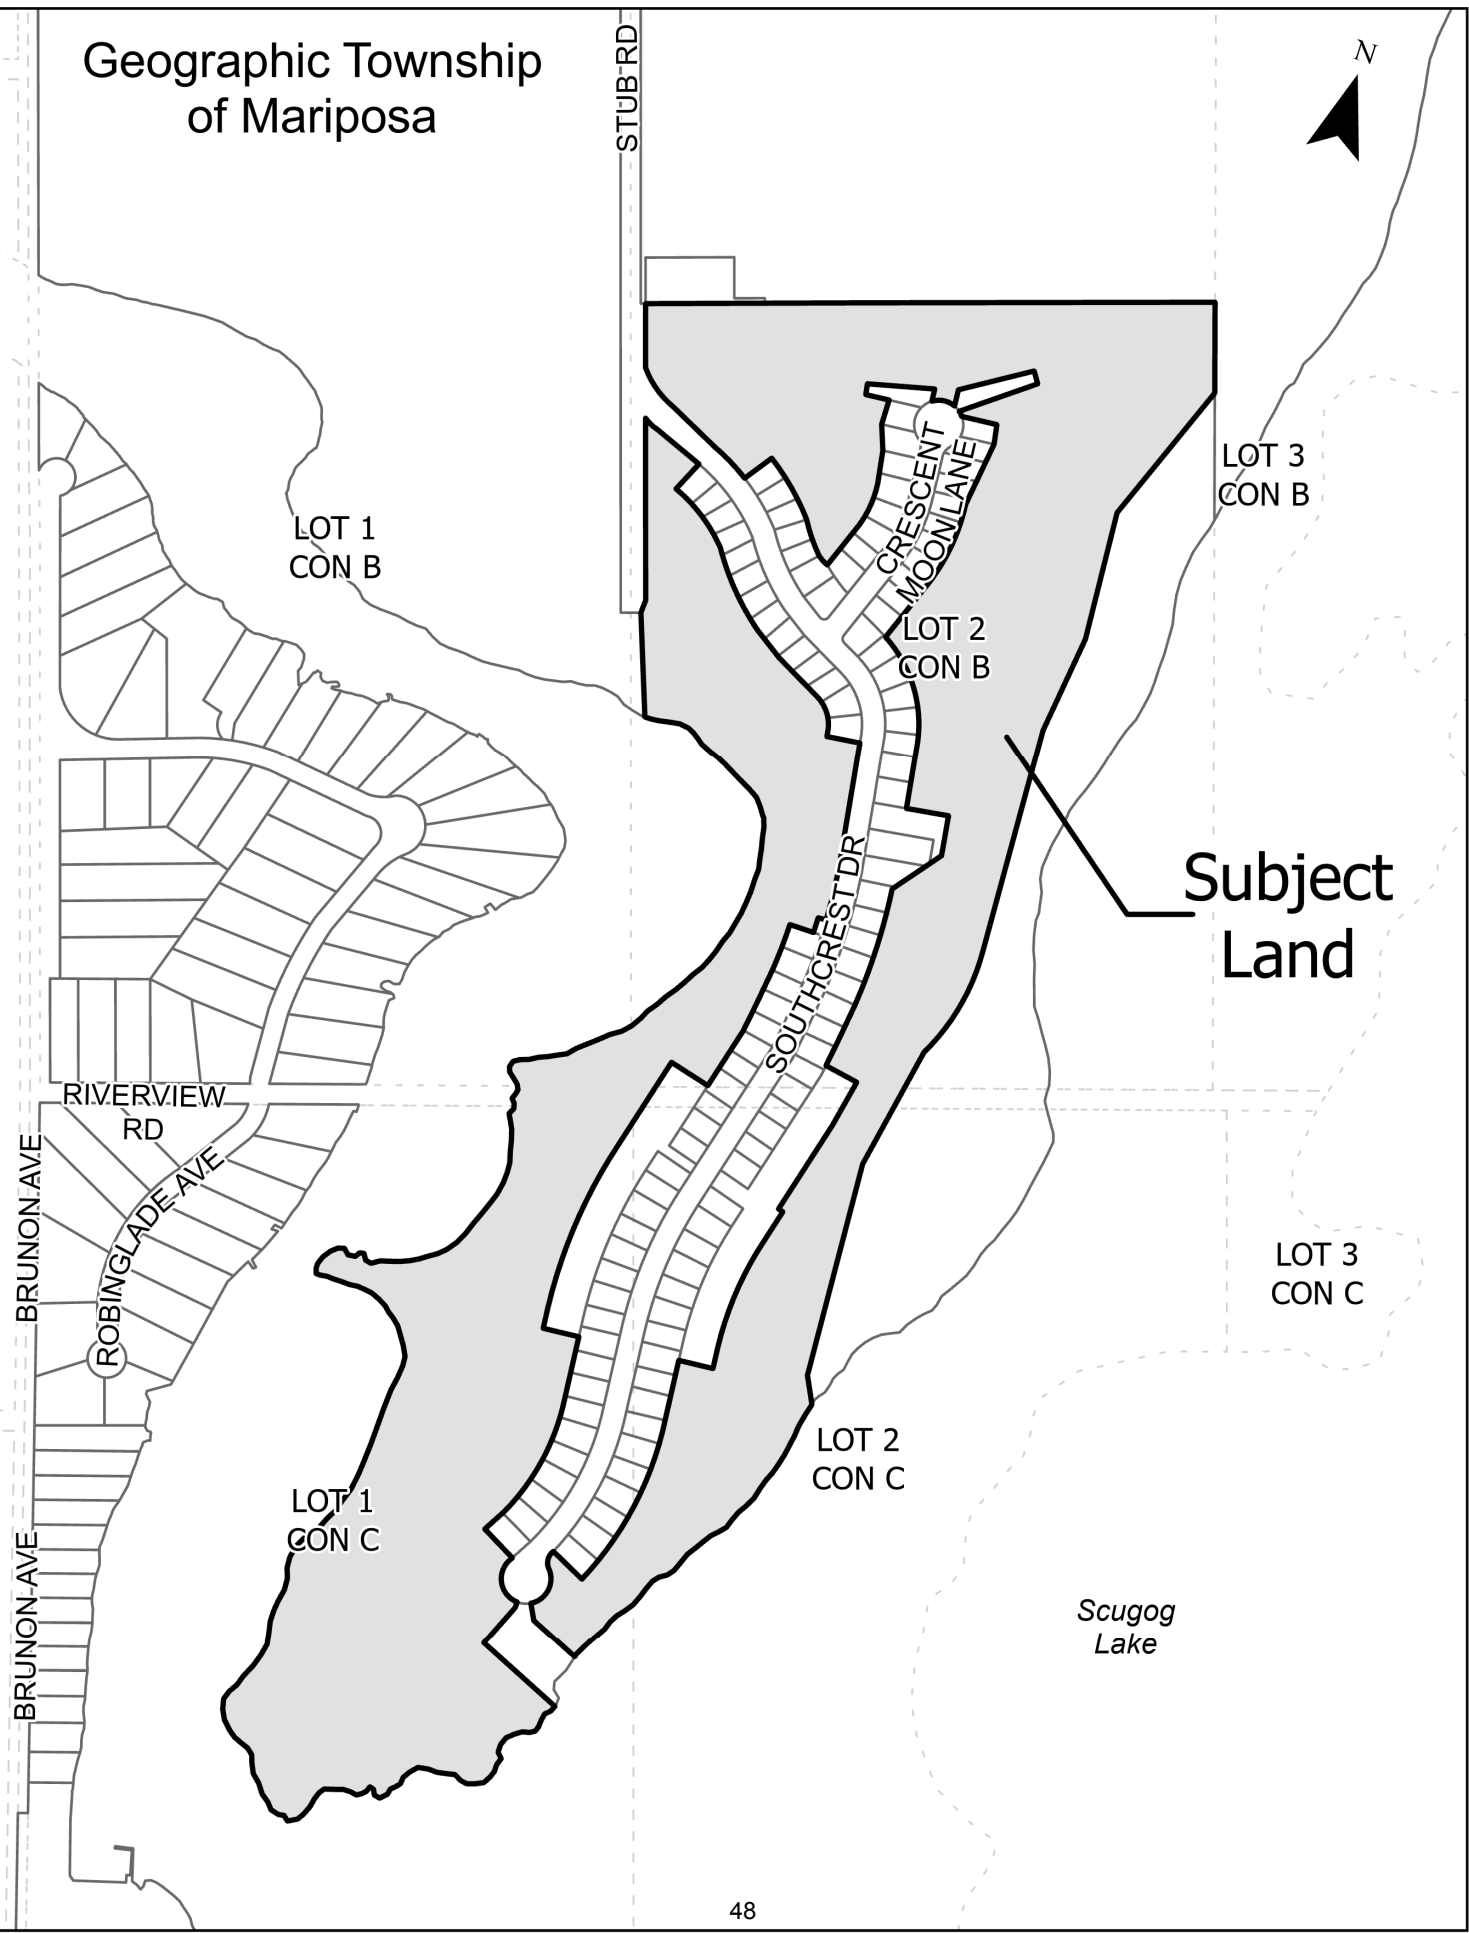 Geographic Township
of Mariposa
STUB RD
N
LOT 3
CON B
LOT 1
CON B
CRESCENT
MOON LANE
LOT 2
CON B
SOUTHCREST DR
Subject
Land
RIVERVIEW
RD
BRUNON AVE
ROBINGLADE AVE
LOT 3
CON C
LOT 2
CON C
LOT 1
CON C
BRUNON AVE
Scugog
Lake
48